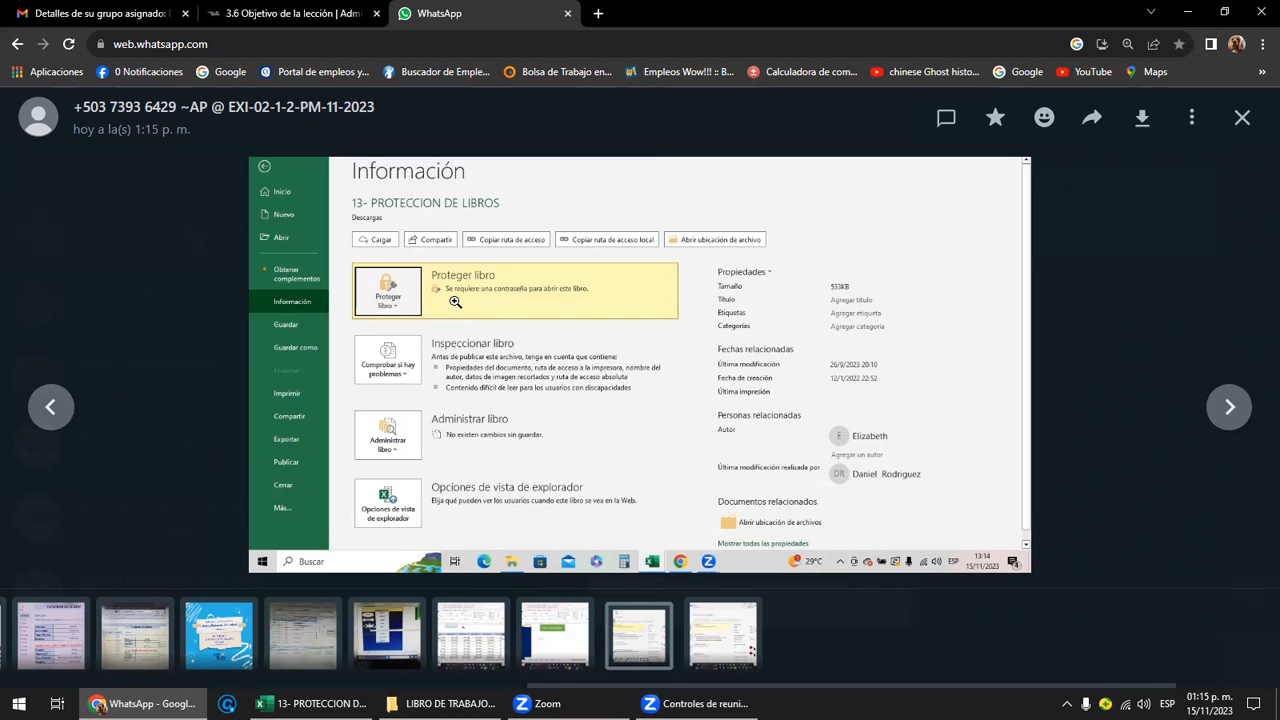 Detalles de su grupo asignado: I
3.6 Objetivo de la lección | Adm
WhatsApp
web.whatsapp.com
Aplicaciones
0 Notificacion
Google
Portal de empleos y...
Buscador de Emple...
Bolsa de Trabajo de...
Empleos Wow!!! :: B...
Calculadora de com...
chinese Ghost histo...
Google
YouTube
Maps
»
+503 7393 6429 ~AP @ EXI-02-1-2-PM-11-2023
hoy a la(s) 1:15 p. m.
Información
13- PROTECCION DE LIBROS
Descargas
Cargar
Compartir
Copiar ruta de acceso
Copiar ruta de acceso local
Abrir ubicación de archivo
Inicio
Nuevo
Abrir
Obtener
complementos
Información
Guardar
Guardar como
Imprimir
Compartir
Exportar
Publicar
Cerrar
Más...
Proteger
libro
Proteger libro
Se requiere una contraseña para abrir este libro.
Comprobar si hay
problemas
Inspeccionar libro
Antes de publicar este archivo, tenga en cuenta que contiene:
Propiedades del documento, ruta de acceso a la impresora, nombre del
autor, datos de imagen recortados y ruta de acceso absoluta
Contenido difícil de leer para los usuarios con discapacidades
Administrar
libro
Administrar libro
No existen cambios sin guardar.
Opciones de vista
de explorador
Opciones de vista de explorador
Elija qué pueden ver los usuarios cuando este libro se vea en la Web.
Propiedades
Tamaño 533KB
Título Agregar título
Etiquetas Agregar etiqueta
Categorías Agregar categoría
Fechas relacionadas
Última modificación 26/9/2023 20:10
Fecha de creación 12/1/2022 22:52
Última impresión
Personas relacionadas
Autor
E Elizabeth
Agregar un autor
Última modificación realizada por DR Daniel Rodriguez
Documentos relacionados
Abrir ubicación de archivos
Mostrar todas las propiedades
Buscar
29°C
ESP
13:14
15/11/2023
WhatsApp - Googl...
13- PROTECCION D...
LIBRO DE TRABAJO...
Zoom
Controles de reuni...
ESP
01:15 p. m.
15/11/2023